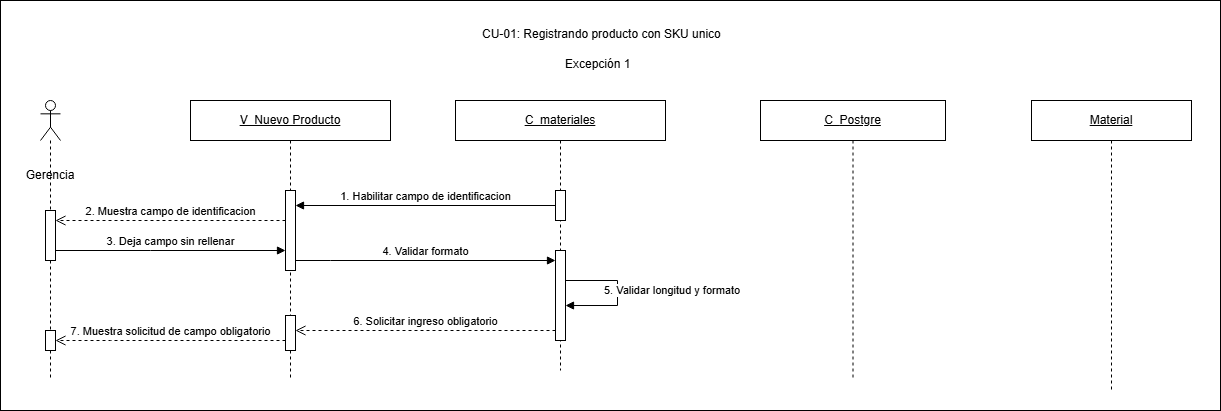 CU-01: Registrando producto con SKU unico
Excepción 1
V_Nuevo Producto
C_materiales
C_Postgre
Material
Gerencia
1. Habilitar campo de identificacion
2. Muestra campo de identificacion
3. Deja campo sin rellenar
4. Validar formato
5. Validar longitud y formato
6. Solicitar ingreso obligatorio
7. Muestra solicitud de campo obligatorio